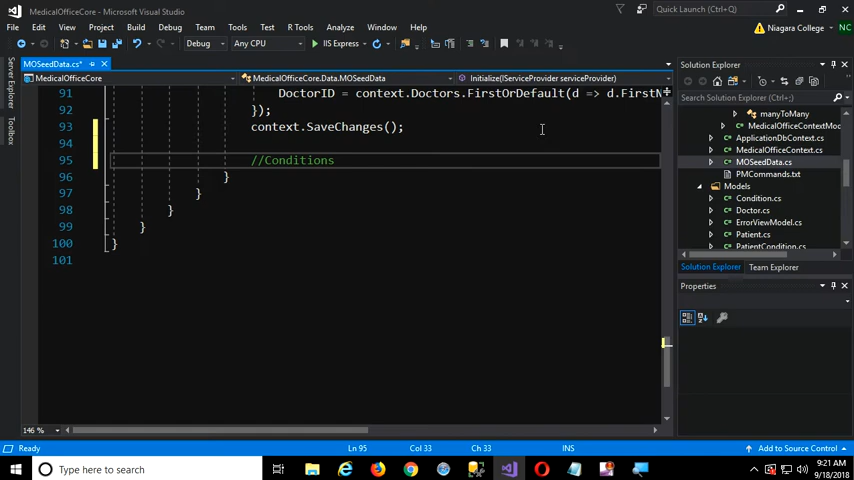 MedicalOfficeCore - Microsoft Visual Studio
Quick Launch (Ctrl+Q)
File Edit View Project Build Debug Team Tools Test R Tools Analyze Window Help
Niagara College NC
Debug Any CPU IIS Express
MOSeedData.cs*
MedicalOfficeCore MedicalOfficeCore.Data.MOSeedData Initialize(IServiceProvider serviceProvider)
Server Explorer
Toolbox
91 DoctorID = context.Doctors.FirstOrDefault(d => d.FirstN
92 });
93 context.SaveChanges();
94
95 //Conditions
96 }
97 }
98 }
99 }
100 }
101
146 %
Solution Explorer
Search Solution Explorer (Ctrl+;)
manyToMany
MedicalOfficeContextMod
ApplicationDbContext.cs
MedicalOfficeContext.cs
MOSeedData.cs
PMCommands.txt
Models
Condition.cs
Doctor.cs
ErrorViewModel.cs
Patient.cs
PatientCondition.cs
Solution Explorer Team Explorer
Properties
Ready Ln 95 Col 33 Ch 33 INS Add to Source Control
Type here to search
9:21 AM
9/18/2018